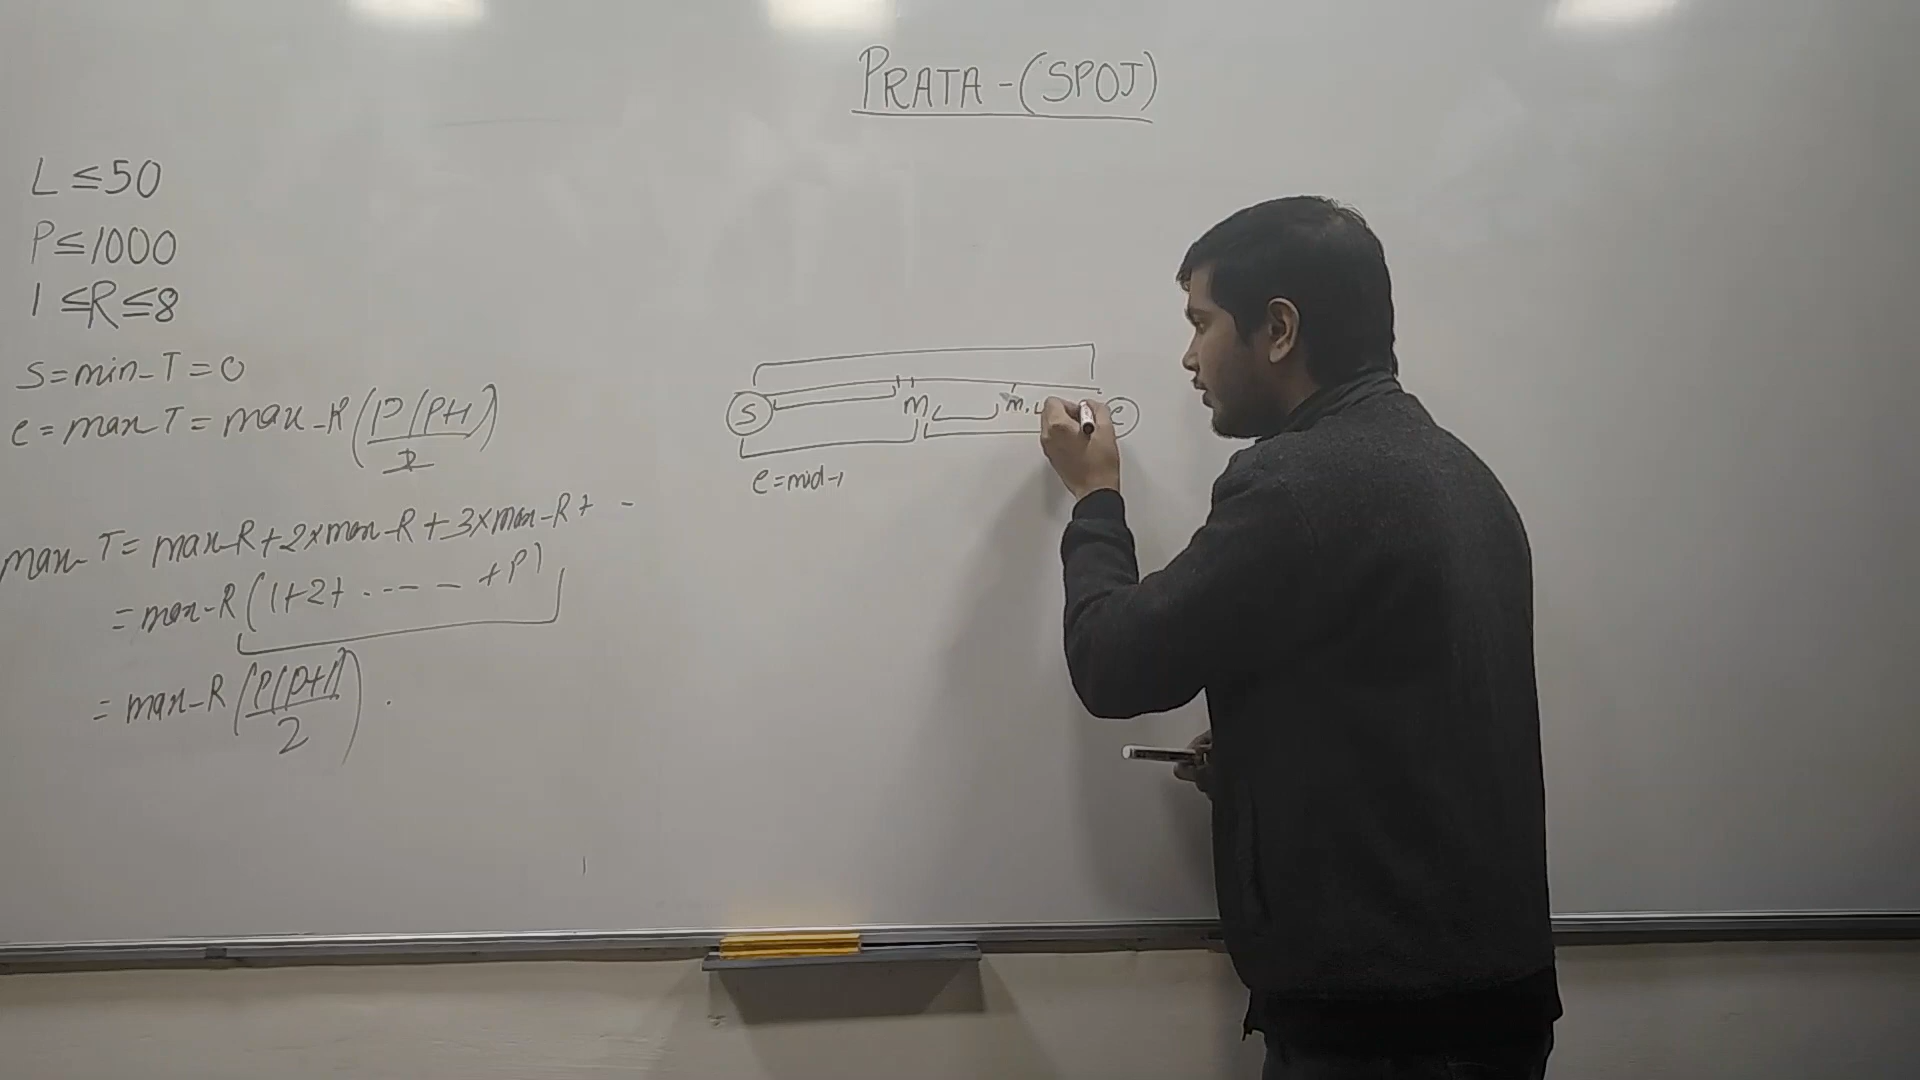 PRATA - (SPOJ)
L ≤ 50
P ≤ 1000
1 ≤ R ≤ 8
s = min_T = 0
e = max_T = max_R (P(P+1)/2)
max_T = max_R + 2 x max_R + 3 x max_R + -
= max_R (1+2+ ----- +P)
= max_R (P(P+1)/2) .
s m m, e
e = mid-1